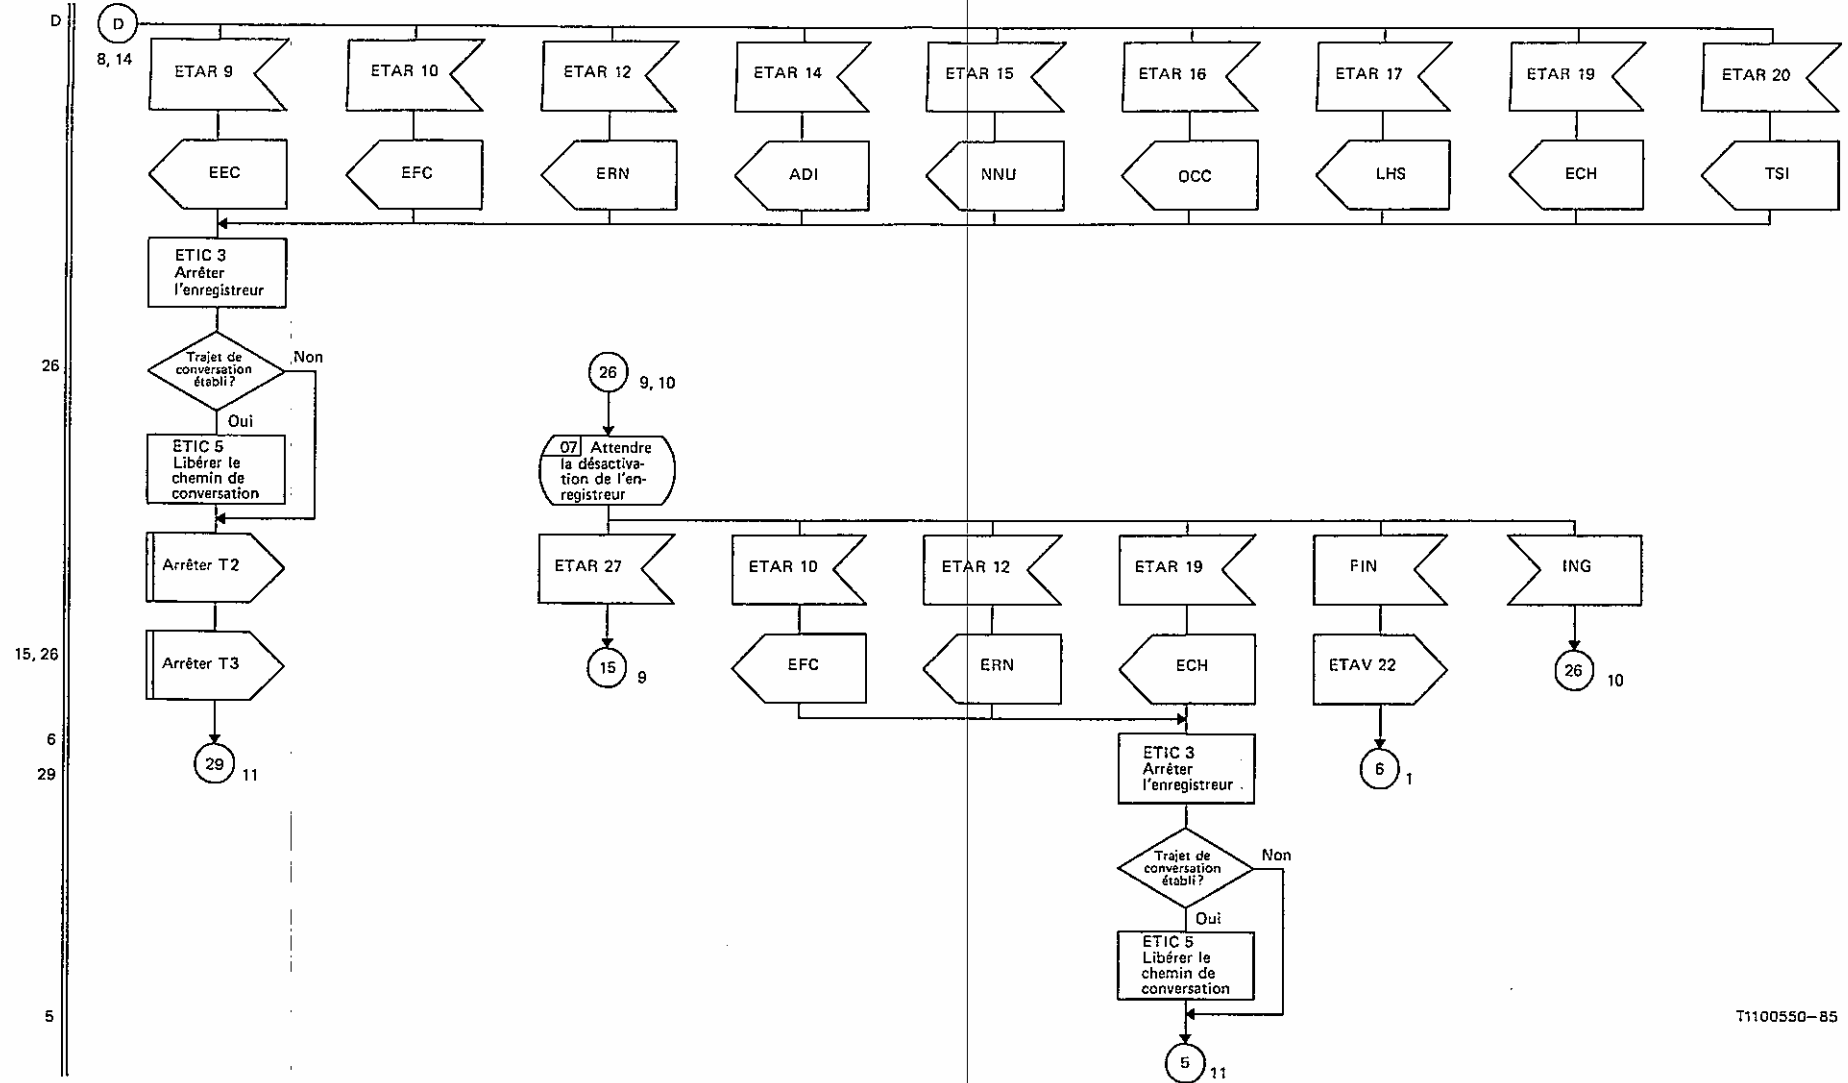 D
D
8, 14
ETAR 9
ETAR 10
ETAR 12
ETAR 14
ETAR 15
ETAR 16
ETAR 17
ETAR 19
ETAR 20
EEC
EFC
ERN
ADI
NNU
OCC
LHS
ECH
TSI
ETIC 3
Arrêter
l'enregistreur
26
Trajet de
conversation
établi?
Non
Oui
ETIC 5
Libérer le
chemin de
conversation
26
9, 10
07 Attendre
la désactiva-
tion de l'en-
registreur
Arrêter T2
ETAR 27
ETAR 10
ETAR 12
ETAR 19
FIN
ING
15, 26
Arrêter T3
15
9
EFC
ERN
ECH
ETAV 22
26
10
6
29
29
11
ETIC 3
Arrêter
l'enregistreur
6
1
Trajet de
conversation
établi?
Non
Oui
ETIC 5
Libérer le
chemin de
conversation
5
5
11
T1100550-85